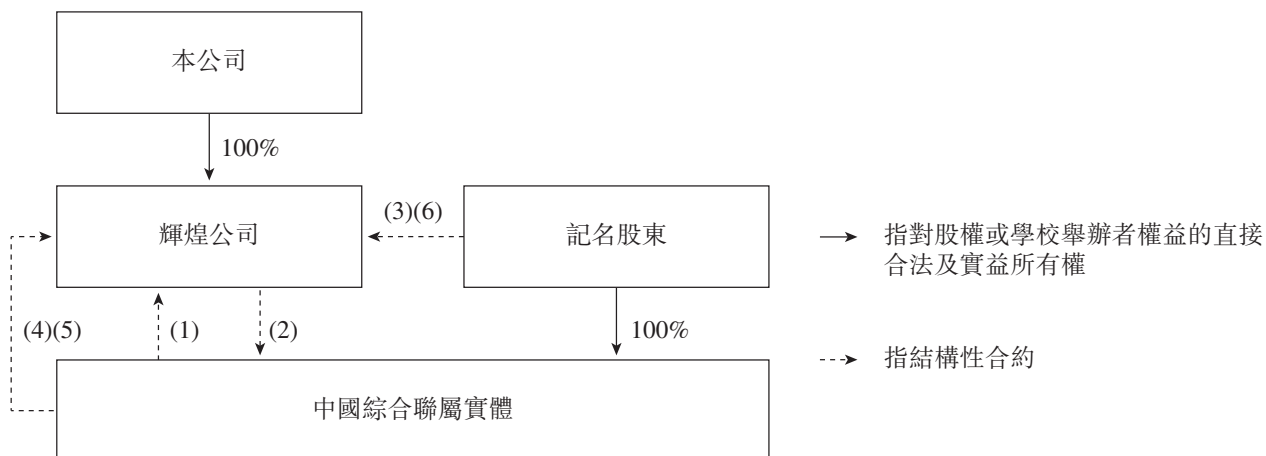 本公司
100%
輝煌公司
(3)(6)
記名股東
指對股權或學校舉辦者權益的直接
合法及實益所有權
(4)(5)
(1)
(2)
100%
指結構性合約
中國綜合聯屬實體